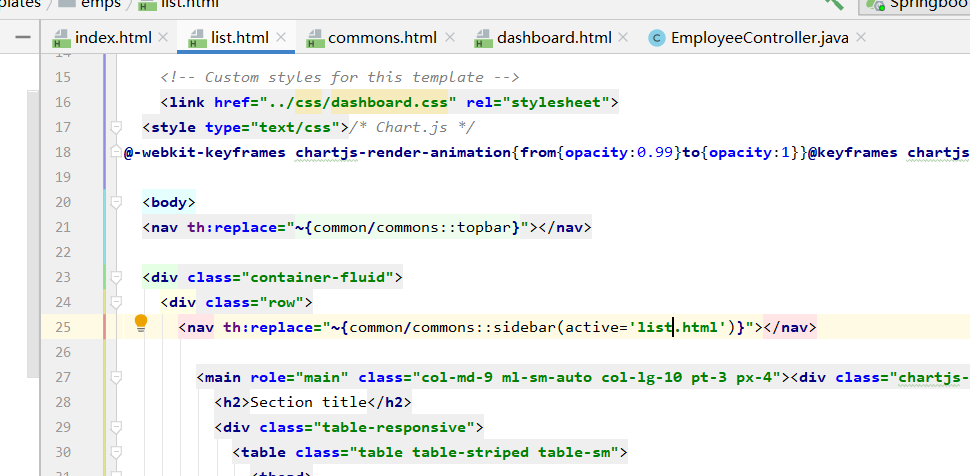 plates emps list.html Springboo
index.html list.html commons.html dashboard.html EmployeeController.java
14
15 <!-- Custom styles for this template -->
16 <link href="../css/dashboard.css" rel="stylesheet">
17 <style type="text/css">/* Chart.js */
18 @-webkit-keyframes chartjs-render-animation{from{opacity:0.99}to{opacity:1}}@keyframes chartjs
19
20 <body>
21 <nav th:replace="~{common/commons::topbar}"></nav>
22
23 <div class="container-fluid">
24 <div class="row">
25 <nav th:replace="~{common/commons::sidebar(active='list.html')}"></nav>
26
27 <main role="main" class="col-md-9 ml-sm-auto col-lg-10 pt-3 px-4"><div class="chartjs-
28 <h2>Section title</h2>
29 <div class="table-responsive">
30 <table class="table table-striped table-sm">
31 <thead>